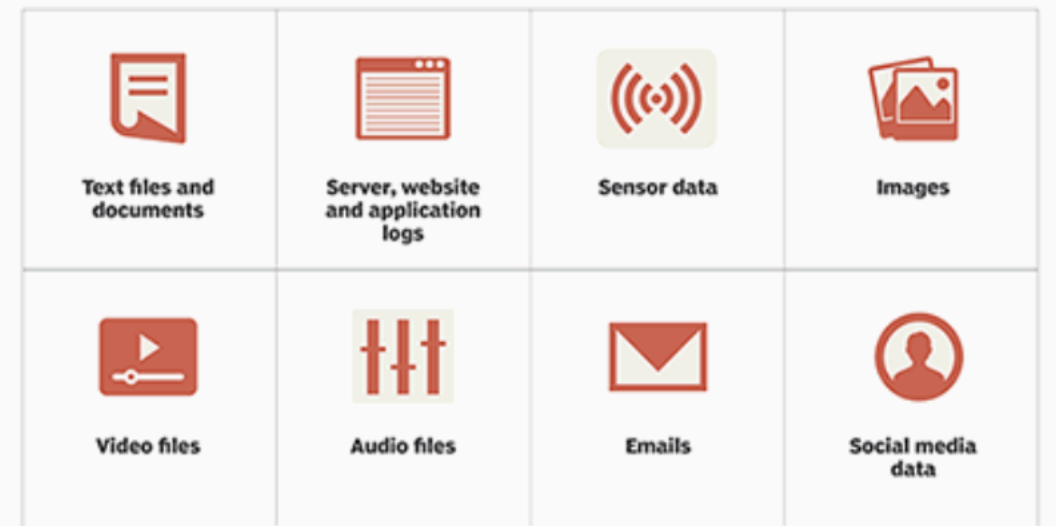 Text files and
documents
Server, website
and application
logs
Sensor data
Images
Video files
Audio files
Emails
Social media
data